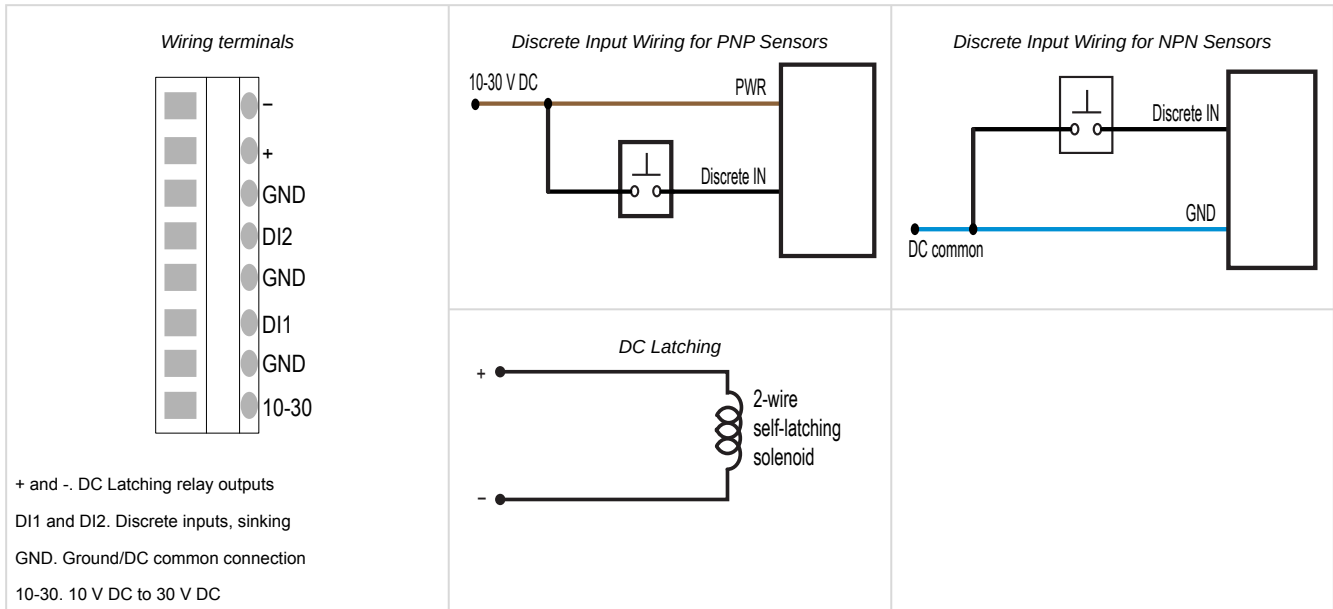 Wiring terminals
−
+
GND
DI2
GND
DI1
GND
10-30
+ and -. DC Latching relay outputs
DI1 and DI2. Discrete inputs, sinking
GND. Ground/DC common connection
10-30. 10 V DC to 30 V DC
Discrete Input Wiring for PNP Sensors
10-30 V DC
PWR
Discrete IN
Discrete Input Wiring for NPN Sensors
Discrete IN
GND
DC common
DC Latching
+
2-wire
self-latching
solenoid
−